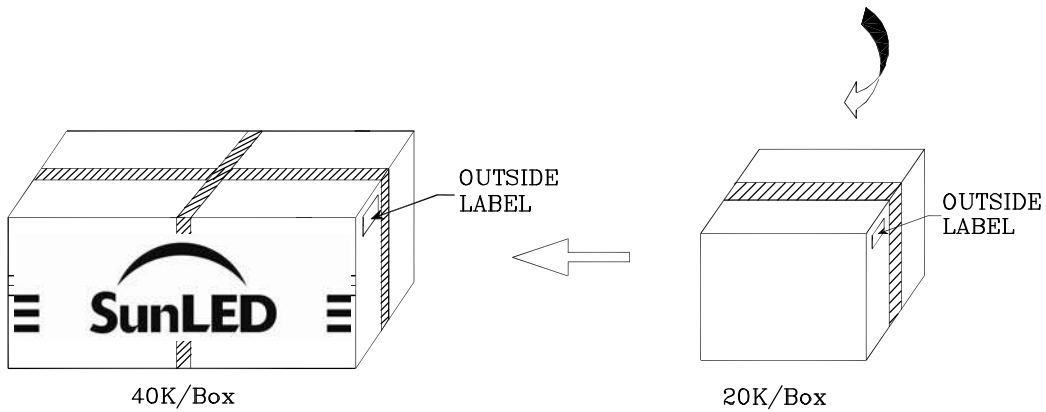 OUTSIDE
LABEL
SunLED
40K/Box
OUTSIDE
LABEL
20K/Box